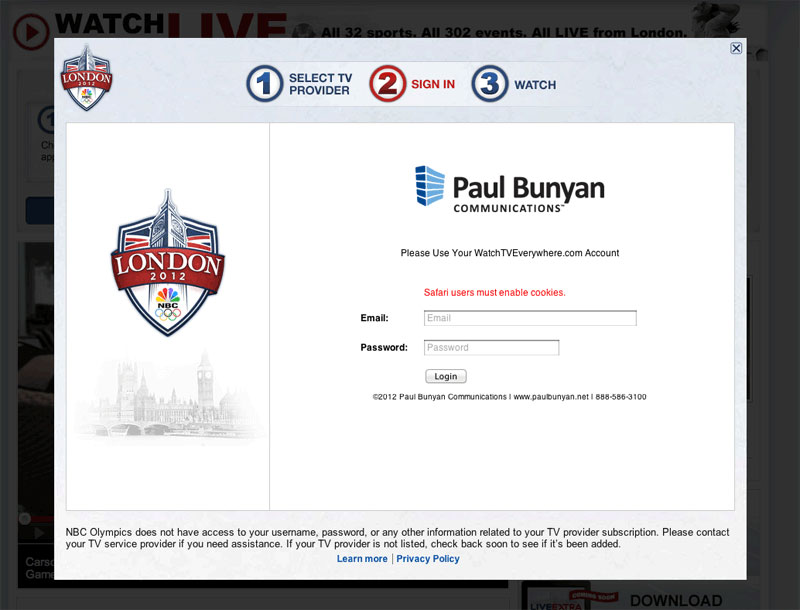 WATCH LIVE
All 32 sports. All 302 events. All LIVE from London.
LONDON
2012
NBC
1 SELECT TV PROVIDER
2 SIGN IN
3 WATCH
LONDON
2012
NBC
Paul Bunyan
COMMUNICATIONS™
Please Use Your WatchTVEverywhere.com Account
Safari users must enable cookies.
Email: Email
Password: Password
Login
©2012 Paul Bunyan Communications | www.paulbunyan.net | 888-586-3100
NBC Olympics does not have access to your username, password, or any other information related to your TV provider subscription. Please contact
your TV service provider if you need assistance. If your TV provider is not listed, check back soon to see if it's been added.
Learn more | Privacy Policy
COMING SOON
LIVE EXTRA
DOWNLOAD